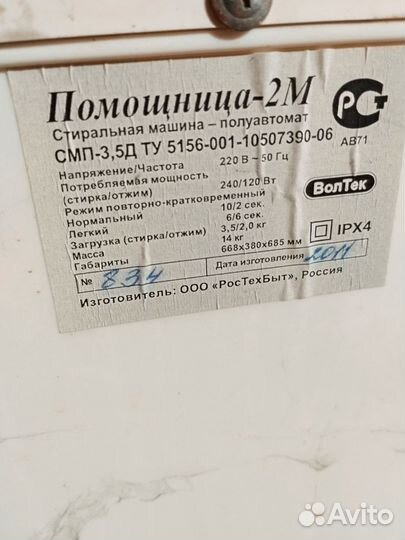 Помощница-2М
Стиральная машина – полуавтомат
СМП-3,5Д ТУ 5156-001-10507390-06
РСТ
АВ71
Напряжение/Частота 220 В ~ 50 Гц
Потребляемая мощность
(стирка/отжим) 240/120 Вт
Режим повторно-кратковременный
Нормальный 10/2 сек.
Легкий 6/6 сек.
Загрузка (стирка/отжим) 3,5/2,0 кг
Масса 14 кг
Габариты 668х380х685 мм
ВолТек
IPX4
№ 834
Дата изготовления 2011
Изготовитель: ООО «РосТехБыт», Россия
Avito